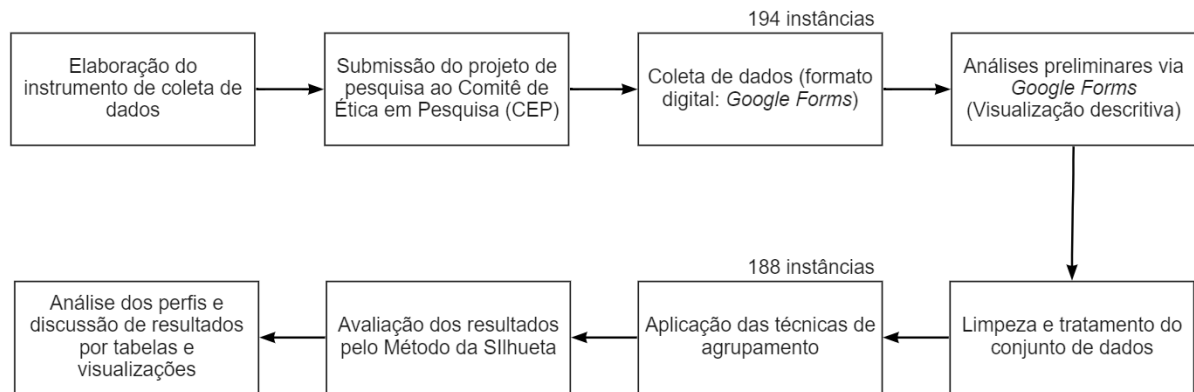 194 instâncias
Elaboração do
instrumento de coleta de
dados
Submissão do projeto de
pesquisa ao Comitê de
Ética em Pesquisa (CEP)
Coleta de dados (formato
digital: Google Forms)
Análises preliminares via
Google Forms
(Visualização descritiva)
188 instâncias
Análise dos perfis e
discussão de resultados
por tabelas e
visualizações
Avaliação dos resultados
pelo Método da SIlhueta
Aplicação das técnicas de
agrupamento
Limpeza e tratamento do
conjunto de dados